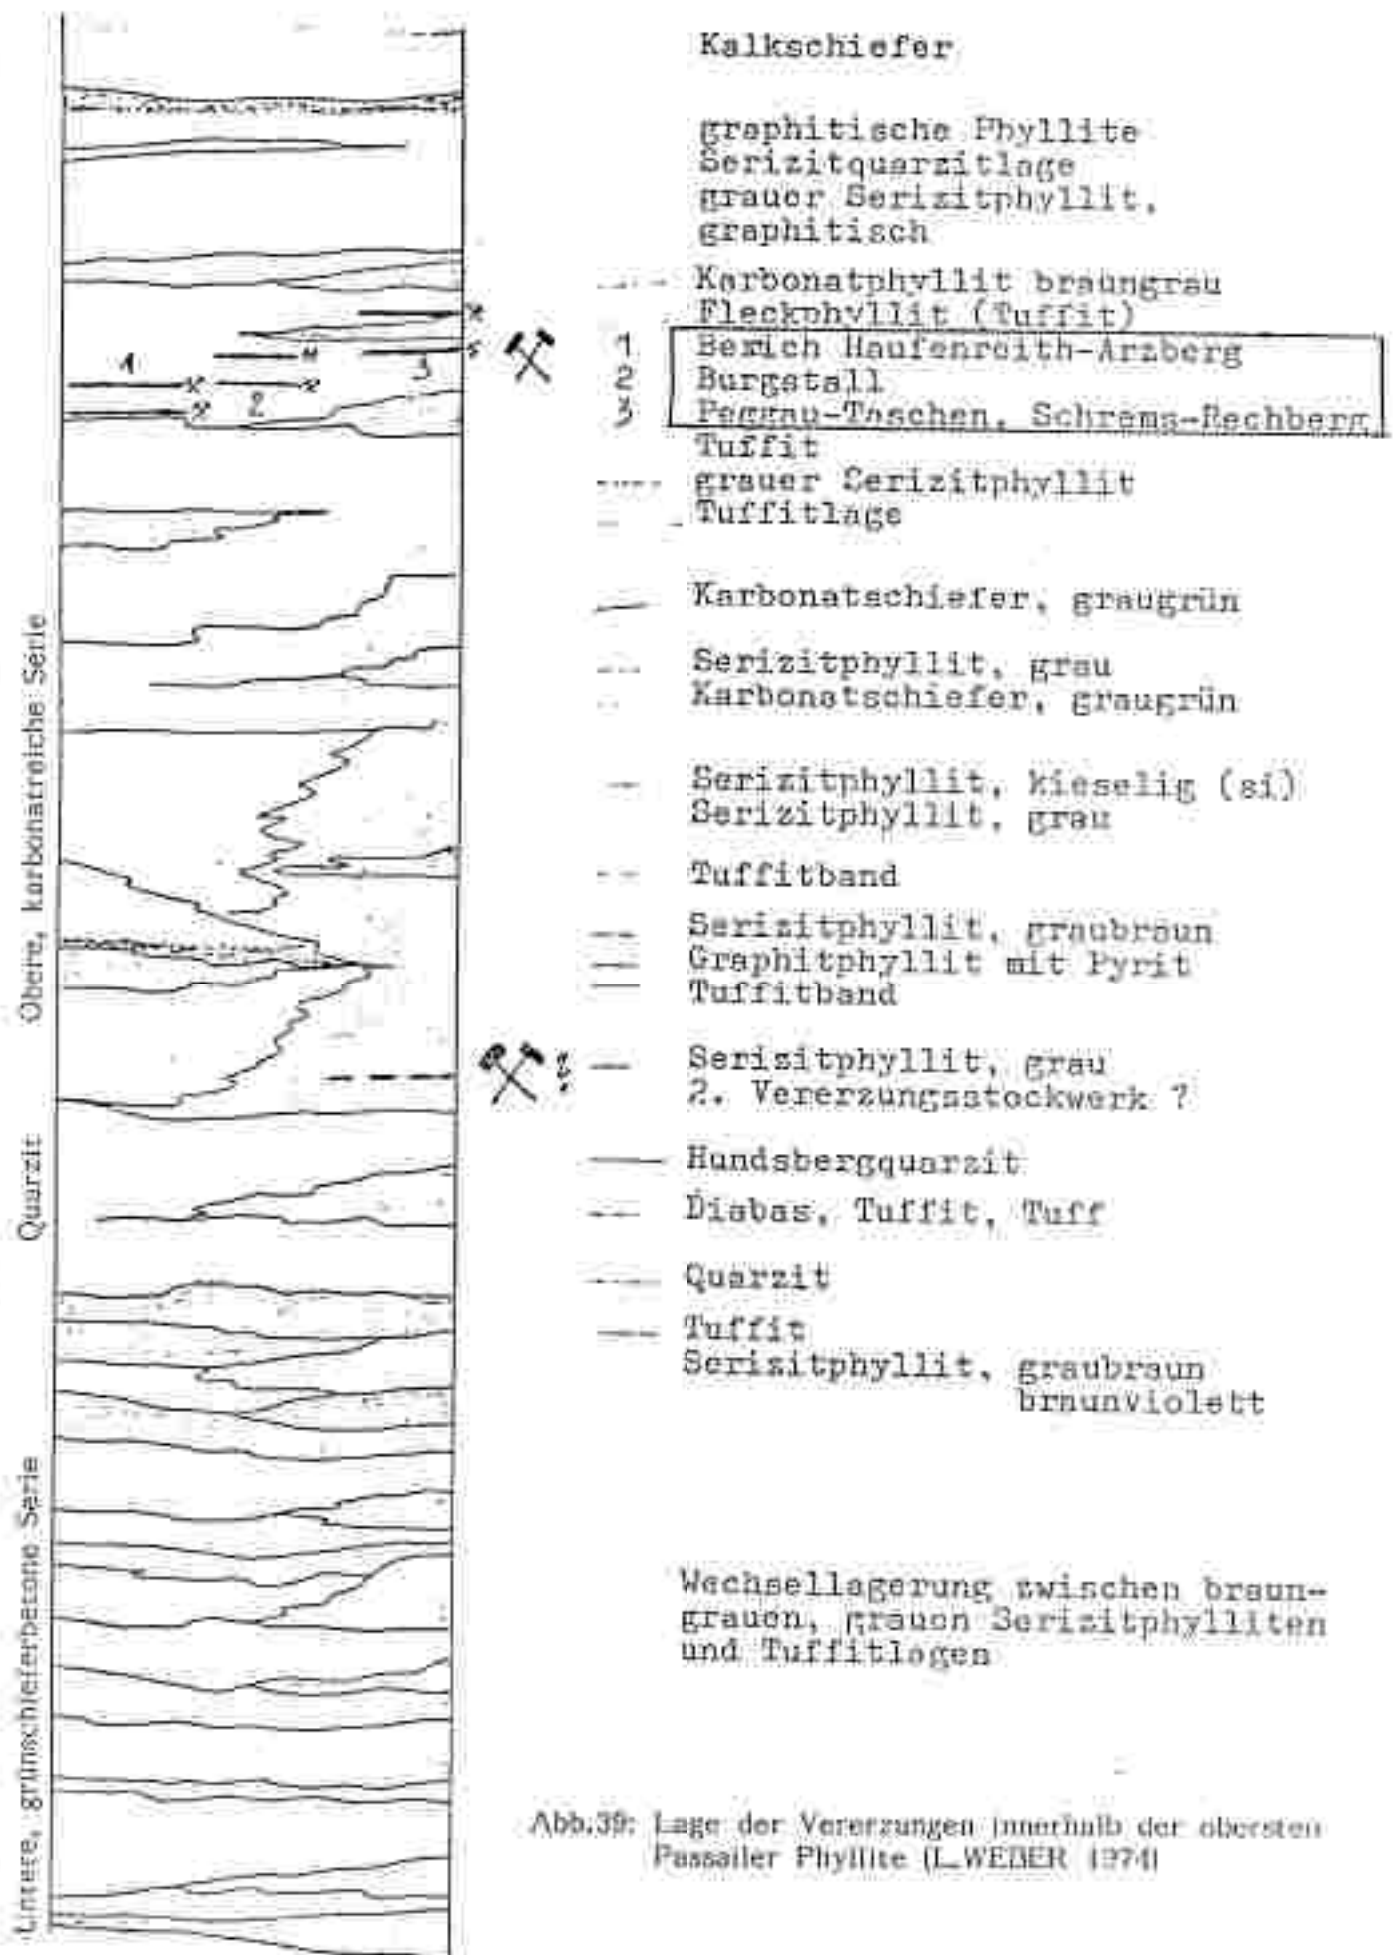 Kalkschiefer
graphitische Phyllite
Serizitquarzitlage
grauer Serizitphyllit,
graphitisch
Karbonatphyllit braungrau
Fleckphyllit (Tuffit)
1 Bereich Haufenreith-Arzberg
2 Burgstall
3 Peggau-Taschen, Schrems-Rechberg
1
2
3
Tuffit
grauer Serizitphyllit
Tuffitlage
Karbonatschiefer, graugrün
Serizitphyllit, grau
Karbonatschiefer, graugrün
Serizitphyllit, kieselig (si)
Serizitphyllit, grau
Tuffitband
Serizitphyllit, graubraun
Graphitphyllit mit Pyrit
Tuffitband
Serizitphyllit, grau
2. Vererzungsstockwerk ?
Hundsbergquarzit
Diabas, Tuffit, Tuff
Quarzit
Tuffit
Serizitphyllit, graubraun
braunviolett
Wechsellagerung zwischen braun-
grauen, grauen Serizitphylliten
und Tuffitlagen
Obere, karbonatreiche Serie
Quarzit
Untere, grünschieferbetone Serie
Abb.39: Lage der Vererzungen innerhalb der obersten
Passailer Phyllite (L.WEBER 1974)